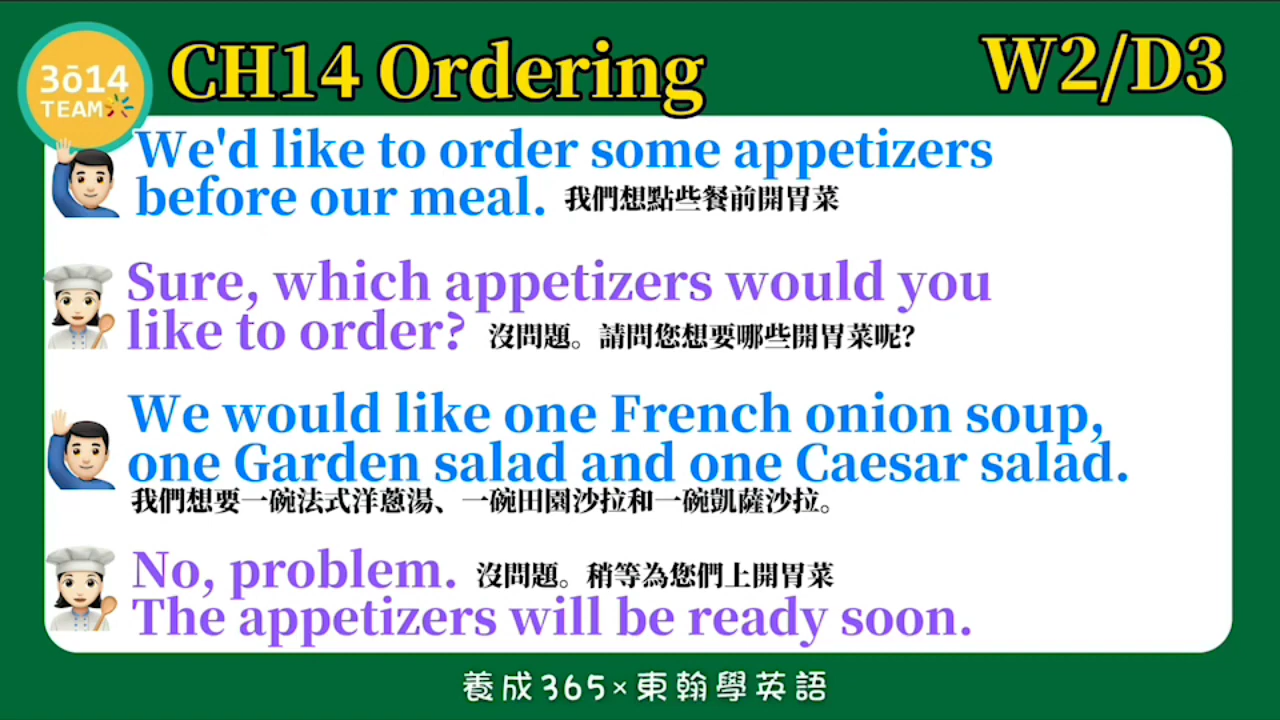 3ō14
TEAM
CH14 Ordering
W2/D3
We'd like to order some appetizers
before our meal. 我們想點些餐前開胃菜
Sure, which appetizers would you
like to order? 沒問題。請問您想要哪些開胃菜呢?
We would like one French onion soup,
one Garden salad and one Caesar salad.
我們想要一碗法式洋蔥湯、一碗田園沙拉和一碗凱薩沙拉。
No, problem. 沒問題。稍等為您們上開胃菜
The appetizers will be ready soon.
養成365×東翰學英語